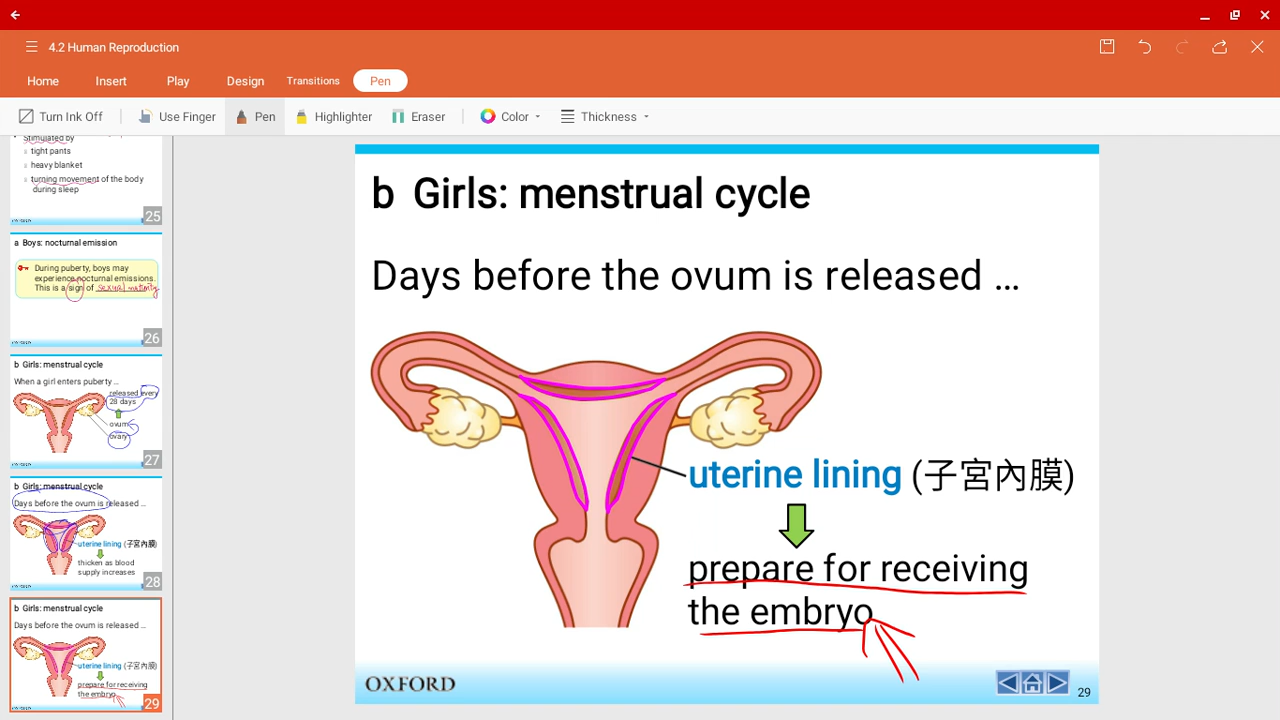 4.2 Human Reproduction
Home Insert Play Design Transitions Pen
Turn Ink Off Use Finger Pen Highlighter Eraser Color Thickness
Stimulated by
tight pants
heavy blanket
turning movement of the body
during sleep
25
a Boys: nocturnal emission
During puberty, boys may
experience nocturnal emissions.
This is a sign of sexual maturity
26
b Girls: menstrual cycle
When a girl enters puberty ...
released every
28 days
ovum
ovary
27
b Girls: menstrual cycle
Days before the ovum is released ...
uterine lining (子宮內膜)
thicken as blood
supply increases
28
b Girls: menstrual cycle
Days before the ovum is released ...
uterine lining (子宮內膜)
prepare for receiving
the embryo
29
b Girls: menstrual cycle
Days before the ovum is released ...
uterine lining (子宮內膜)
prepare for receiving
the embryo
OXFORD
29